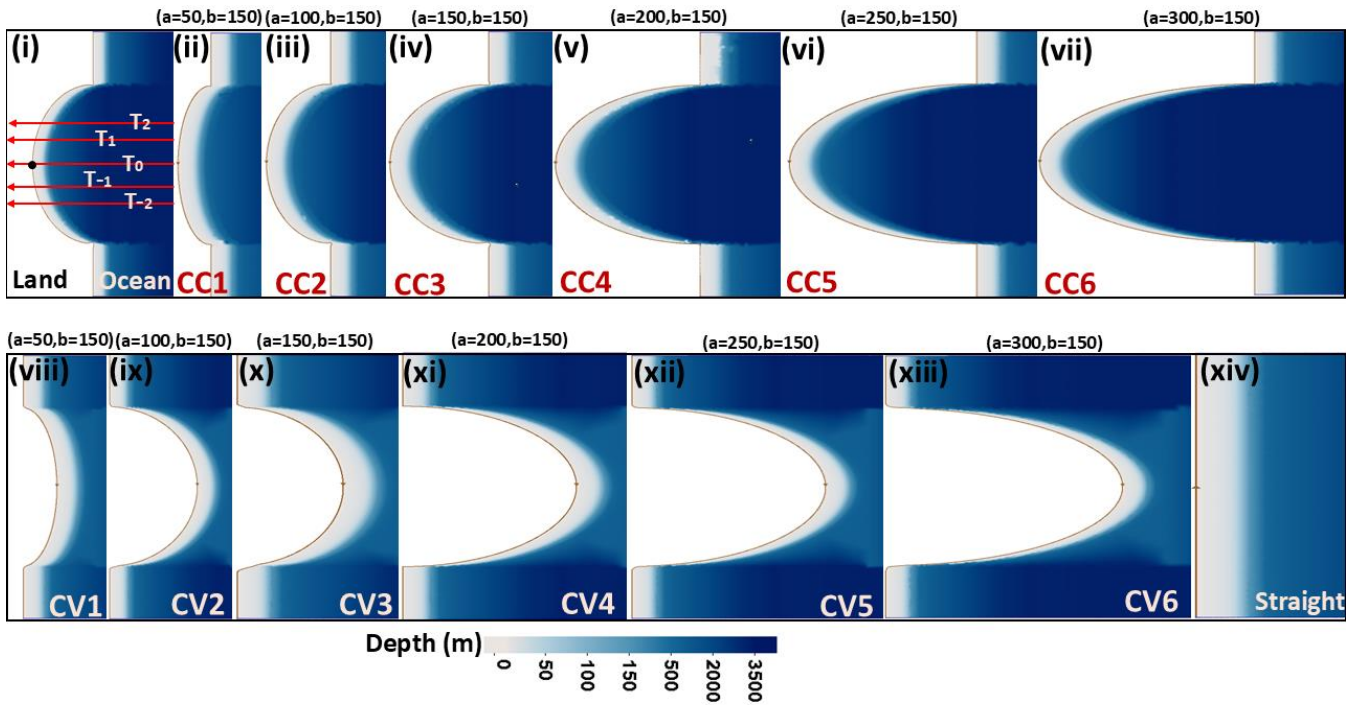 (a=50,b=150) (a=100,b=150) (a=150,b=150) (a=200,b=150) (a=250,b=150) (a=300,b=150)
(i) (ii) (iii) (iv) (v) (vi) (vii)
T₂
T₁
T₀
T₋₁
T₋₂
Land Ocean CC1 CC2 CC3 CC4 CC5 CC6
(a=50,b=150) (a=100,b=150) (a=150,b=150) (a=200,b=150) (a=250,b=150) (a=300,b=150)
(viii) (ix) (x) (xi) (xii) (xiii) (xiv)
CV1 CV2 CV3 CV4 CV5 CV6 Straight
Depth (m)
0 50 100 150 500 2000 3500